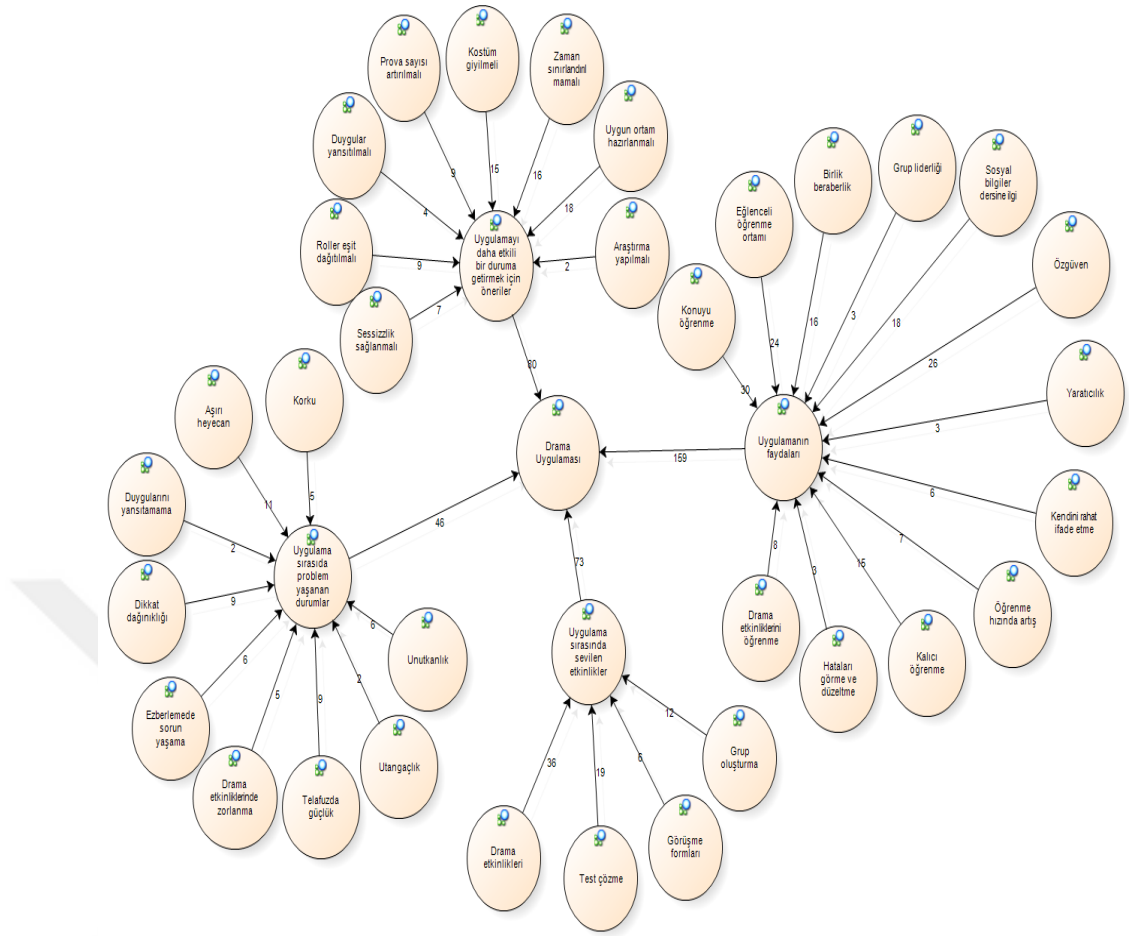 Prova sayısı
artırılmalı
Kostüm
giyilmeli
Zaman
sınırlandırıl
mamalı
Uygun ortam
hazırlanmalı
Duygular
yansıtılmalı
Roller eşit
dağıtılmalı
Sessizzlik
sağlanmalı
Araştırma
yapılmalı
9
15
16
18
4
9
7
2
Uygulamayı
daha etkili
bir duruma
getirmek için
öneriler
80
Konuyu
öğrenme
Eğlenceli
öğrenme
ortamı
Birlik
beraberlik
Grup liderliği
Sosyal
bilgiler
dersine ilgi
Özgüven
Yaratıcılık
Kendini rahat
ifade etme
Öğrenme
hızında artış
Kalıcı
öğrenme
Hataları
görme ve
düzeltme
Drama
etkinliklerini
öğrenme
30
24
16
3
18
26
3
6
7
15
3
8
Uygulamanın
faydaları
159
Drama
Uygulaması
Aşırı
heyecan
Korku
Duygularını
yansıtamama
Dikkat
dağınıklığı
Ezberlemede
sorun
yaşama
Drama
etkinliklerinde
zorlanma
Telafuzda
güçlük
Utangaçlık
Unutkanlık
11
5
2
9
6
5
9
2
6
Uygulama
sırasıda
problem
yaşanan
durumlar
46
73
Uygulama
sırasında
sevilen
etkinlikler
36
19
6
12
Drama
etkinlikleri
Test çözme
Görüşme
formları
Grup
oluşturma